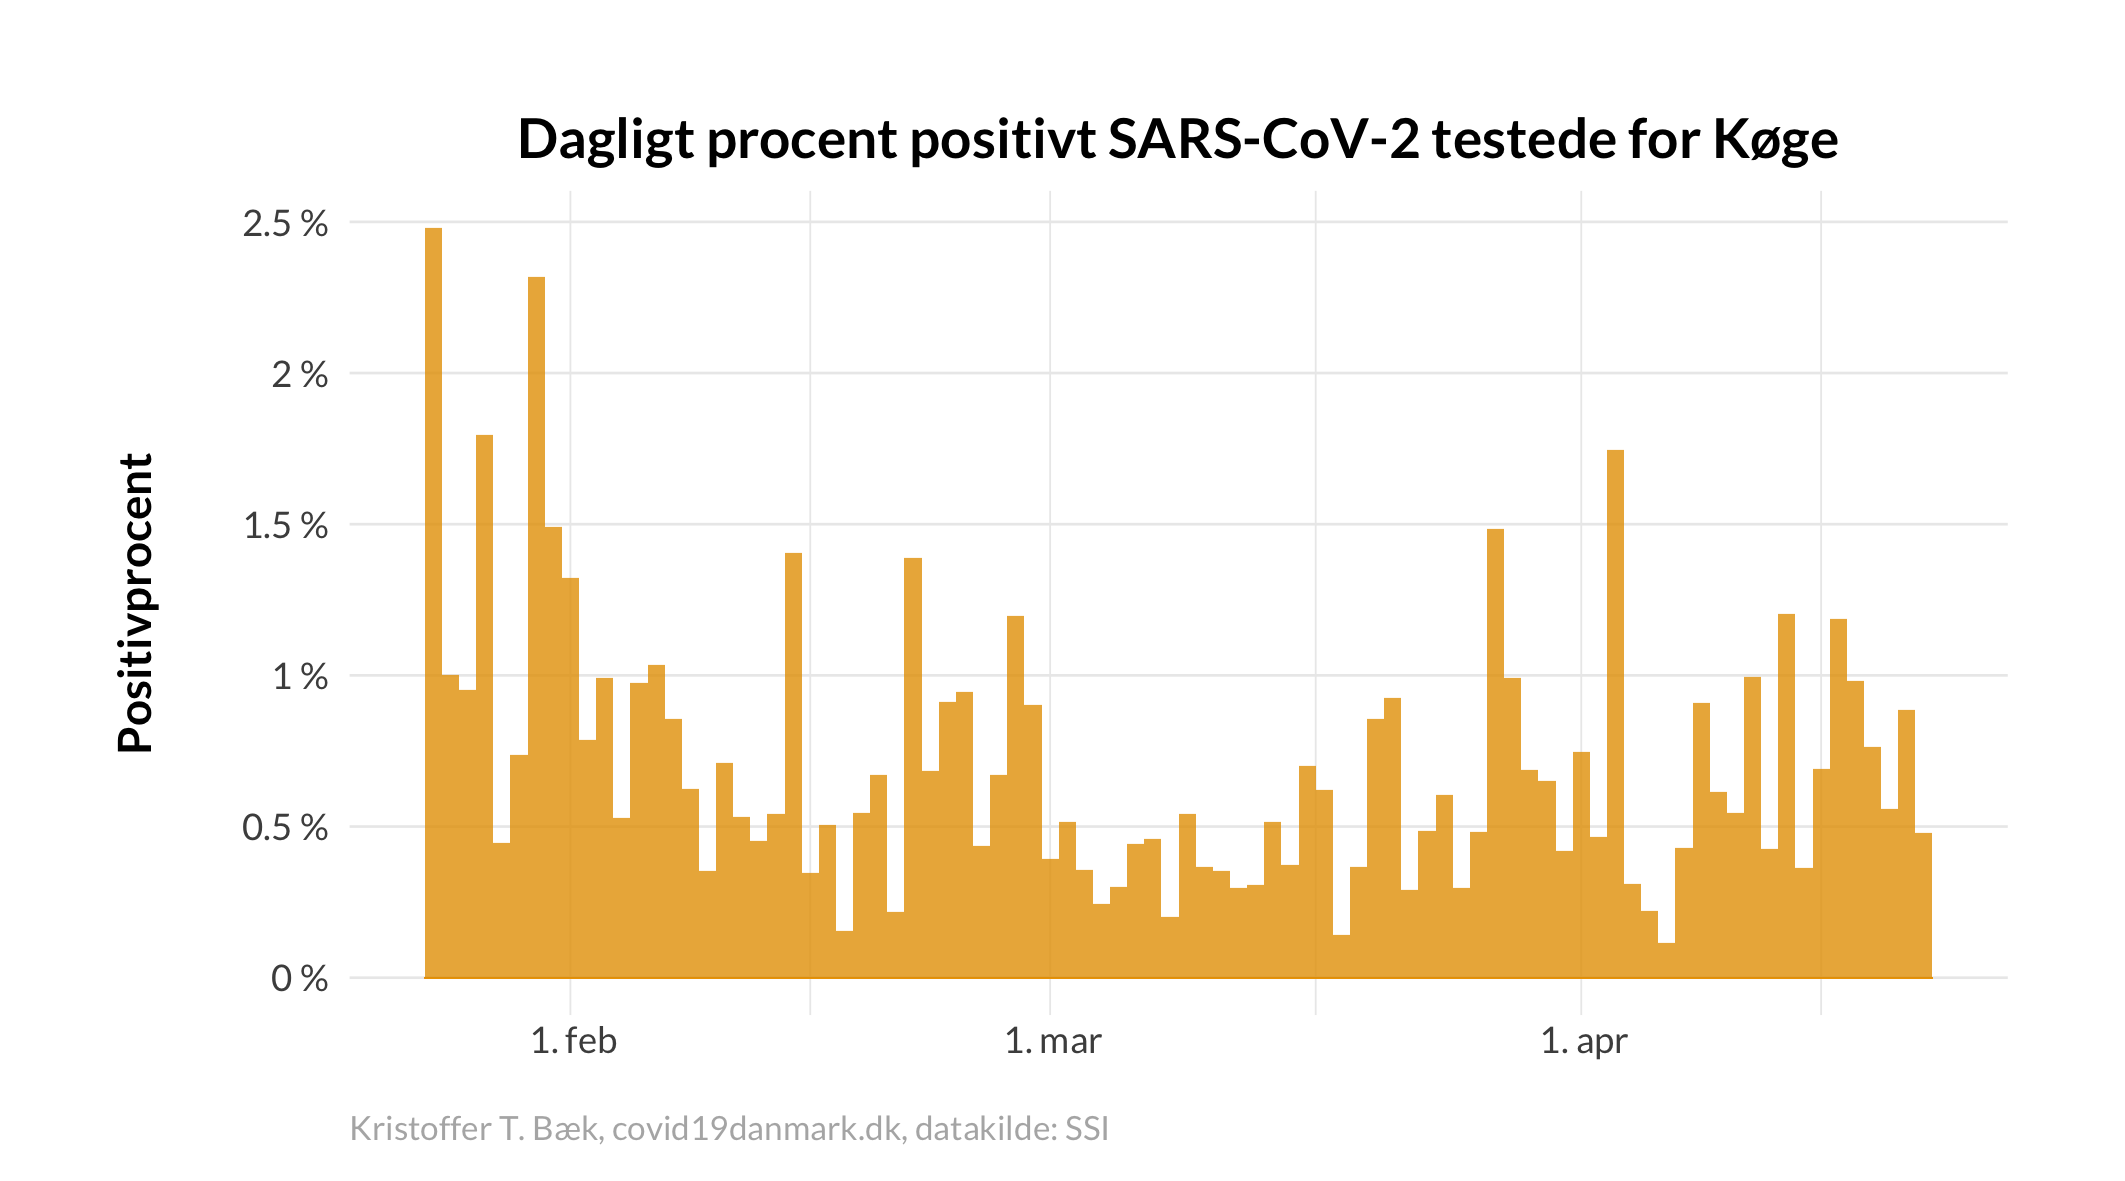 Dagligt procent positivt SARS-CoV-2 testede for Køge
Positivprocent
2.5 %
2 %
1.5 %
1 %
0.5 %
0 %
1. feb
1. mar
1. apr
Kristoffer T. Bæk, covid19danmark.dk, datakilde: SSI